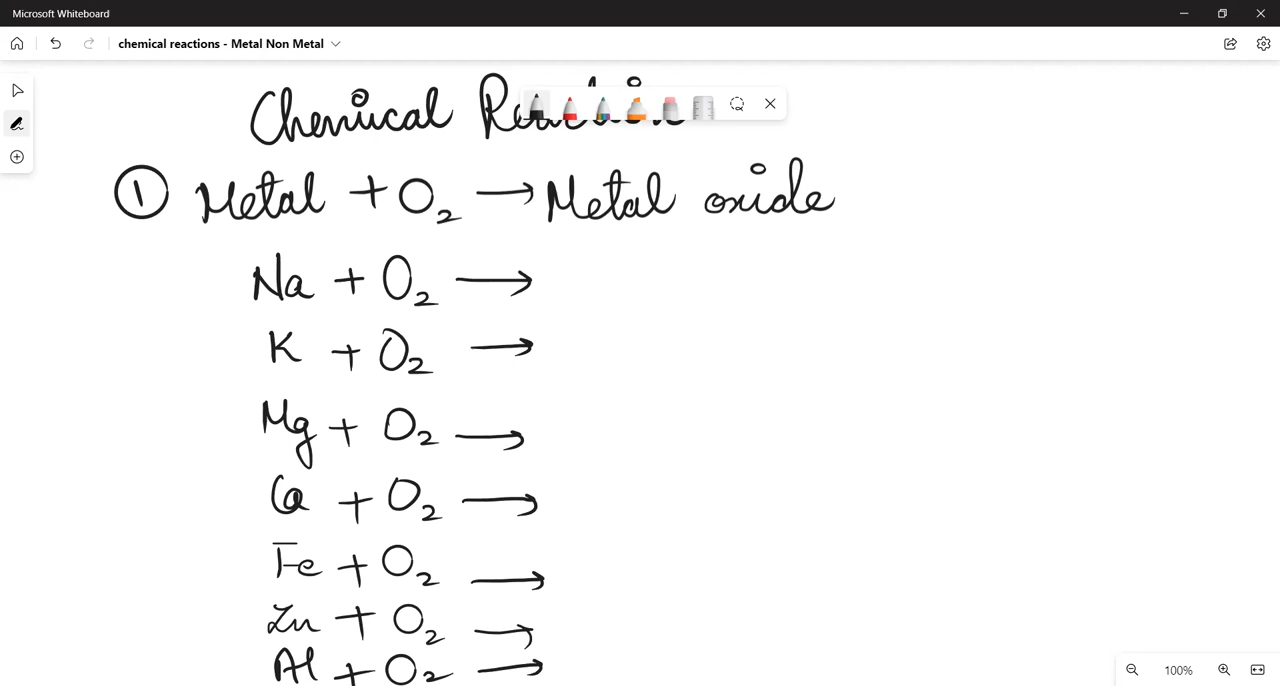 Microsoft Whiteboard
chemical reactions - Metal Non Metal
Chemical
① Metal + O₂ → Metal oxide
Na + O₂ →
K + O₂ →
Mg + O₂ →
Ca + O₂ →
Fe + O₂ →
Zn + O₂ →
Al + O₂ →
100%